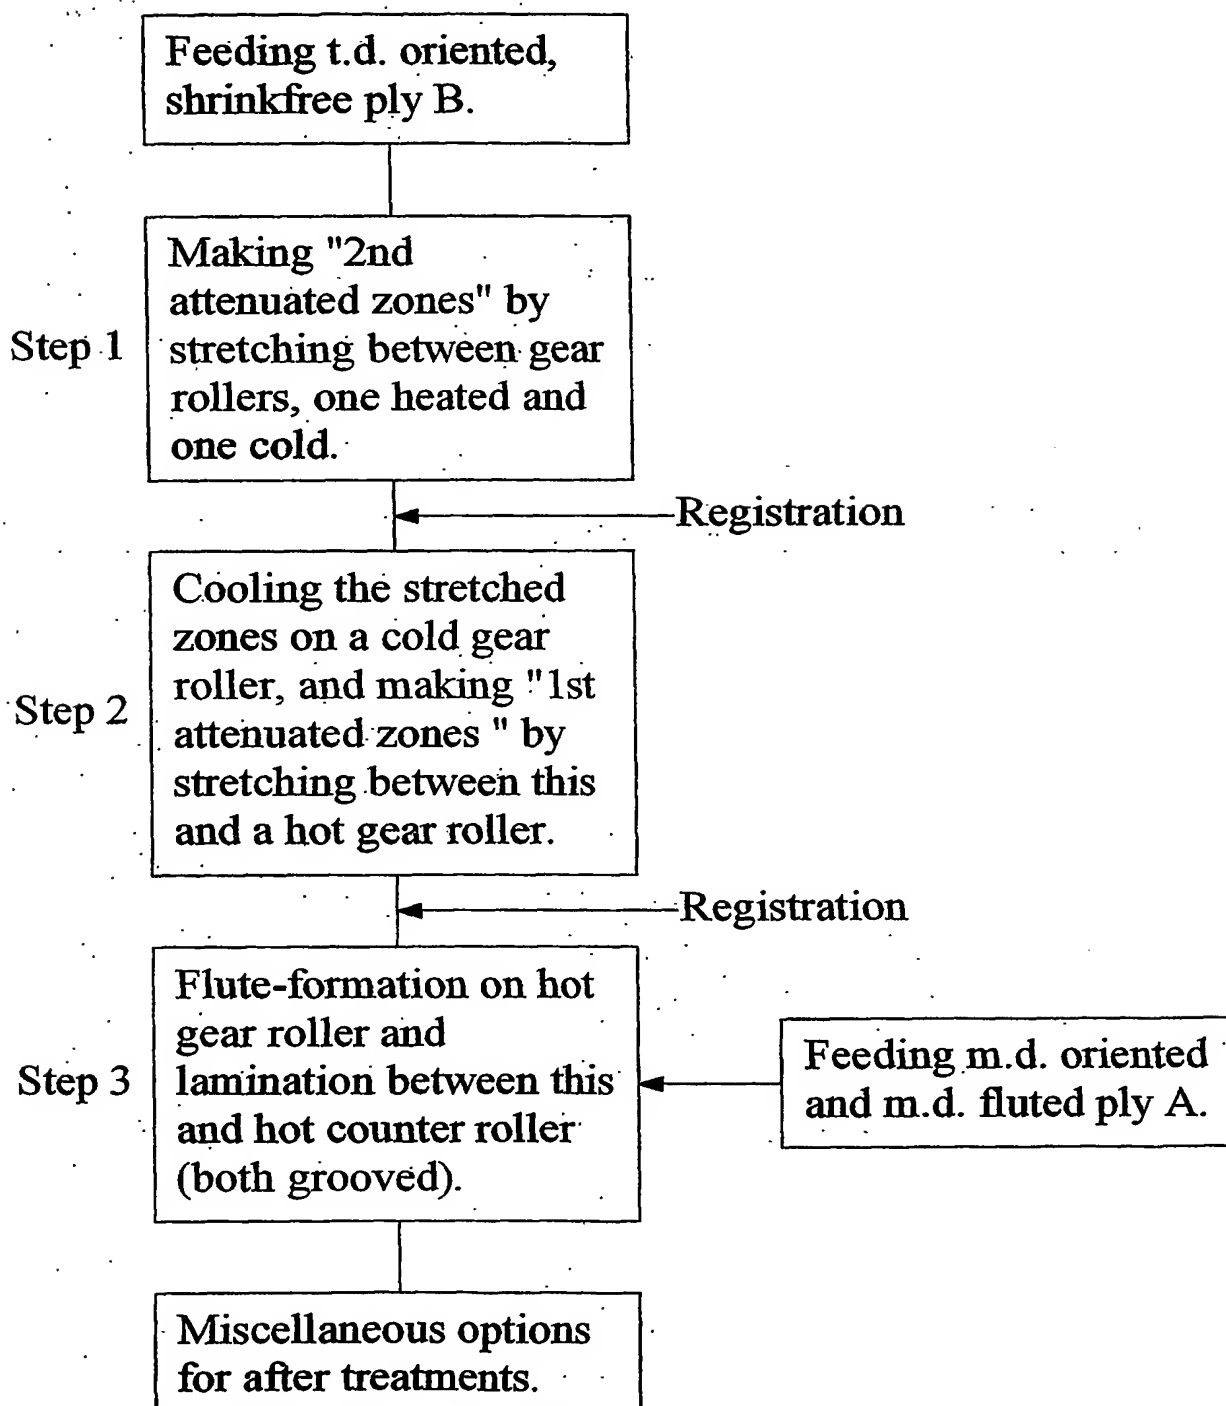 Feeding t.d. oriented,
shrinkfree ply B.
Step 1
Making "2nd
attenuated zones" by
stretching between gear
rollers, one heated and
one cold.
Registration
Step 2
Cooling the stretched
zones on a cold gear
roller, and making "1st
attenuated zones " by
stretching between this
and a hot gear roller.
Registration
Step 3
Flute-formation on hot
gear roller and
lamination between this
and hot counter roller
(both grooved).
Feeding m.d. oriented
and m.d. fluted ply A.
Miscellaneous options
for after treatments.